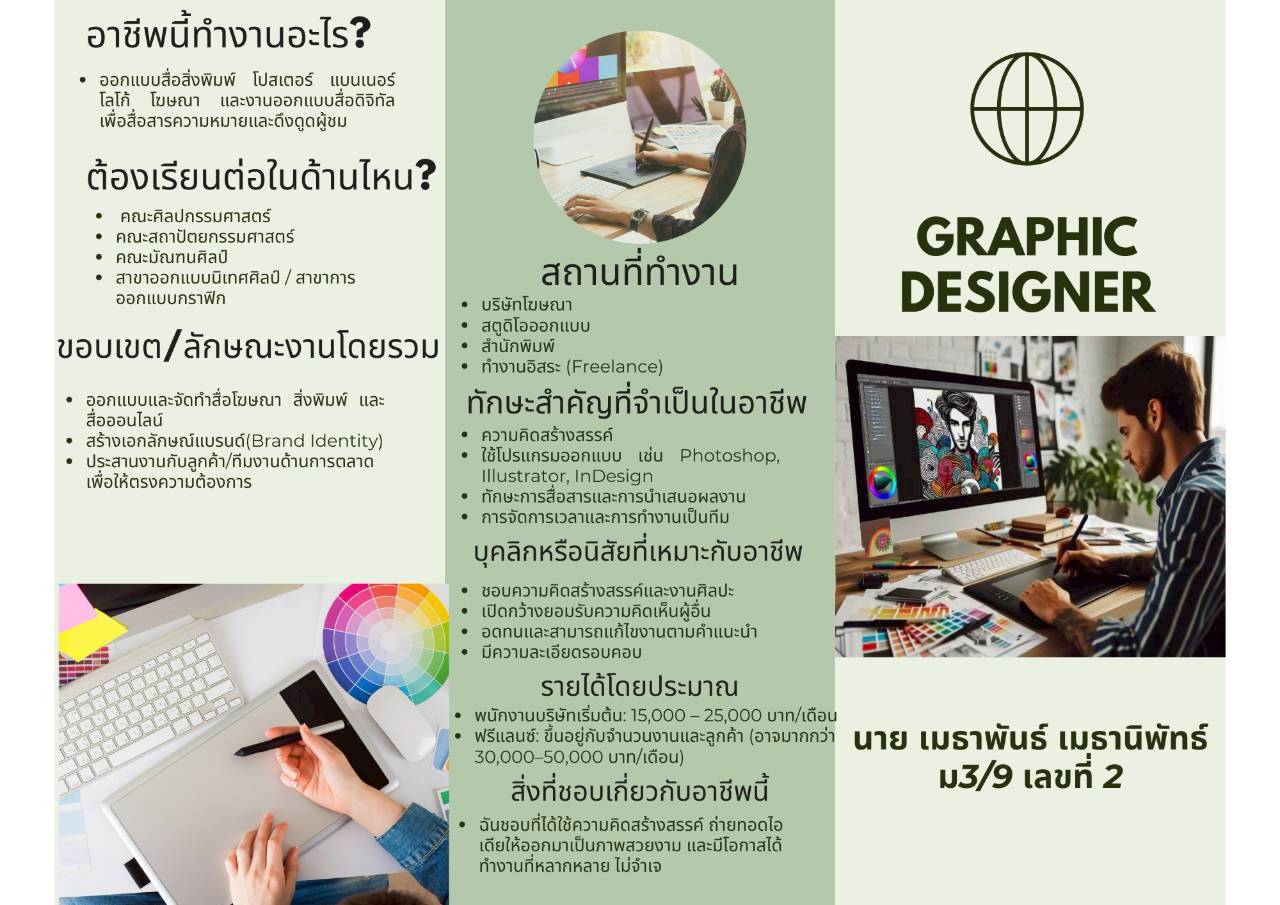 อาชีพนี้ทำงานอะไร?
• ออกแบบสื่อสิ่งพิมพ์ โปสเตอร์ แบนเนอร์
โลโก้ โฆษณา และงานออกแบบสื่อดิจิทัล
เพื่อสื่อสารความหมายและดึงดูดผู้ชม
ต้องเรียนต่อในด้านไหน?
• คณะศิลปกรรมศาสตร์
• คณะสถาปัตยกรรมศาสตร์
• คณะมัณฑนศิลป์
• สาขาออกแบบนิเทศศิลป์ / สาขาการ
ออกแบบกราฟิก
ขอบเขต/ลักษณะงานโดยรวม
• ออกแบบและจัดทำสื่อโฆษณา สิ่งพิมพ์ และ
สื่อออนไลน์
• สร้างเอกลักษณ์แบรนด์(Brand Identity)
• ประสานงานกับลูกค้า/ทีมงานด้านการตลาด
เพื่อให้ตรงความต้องการ
สถานที่ทำงาน
• บริษัทโฆษณา
• สตูดิโอออกแบบ
• สำนักพิมพ์
• ทำงานอิสระ (Freelance)
ทักษะสำคัญที่จำเป็นในอาชีพ
• ความคิดสร้างสรรค์
• ใช้โปรแกรมออกแบบ เช่น Photoshop,
Illustrator, InDesign
• ทักษะการสื่อสารและการนำเสนอผลงาน
• การจัดการเวลาและการทำงานเป็นทีม
บุคลิกหรือนิสัยที่เหมาะกับอาชีพ
• ชอบความคิดสร้างสรรค์และงานศิลปะ
• เปิดกว้างยอมรับความคิดเห็นผู้อื่น
• อดทนและสามารถแก้ไขงานตามคำแนะนำ
• มีความละเอียดรอบคอบ
รายได้โดยประมาณ
• พนักงานบริษัทเริ่มต้น: 15,000 – 25,000 บาท/เดือน
• ฟรีแลนซ์: ขึ้นอยู่กับจำนวนงานและลูกค้า (อาจมากกว่า
30,000–50,000 บาท/เดือน)
สิ่งที่ชอบเกี่ยวกับอาชีพนี้
• ฉันชอบที่ได้ใช้ความคิดสร้างสรรค์ ถ่ายทอดไอ
เดียให้ออกมาเป็นภาพสวยงาม และมีโอกาสได้
ทำงานที่หลากหลาย ไม่จำเจ
GRAPHIC
DESIGNER
นาย เมธาพันธ์ เมธานิพัทธ์
ม3/9 เลขที่ 2